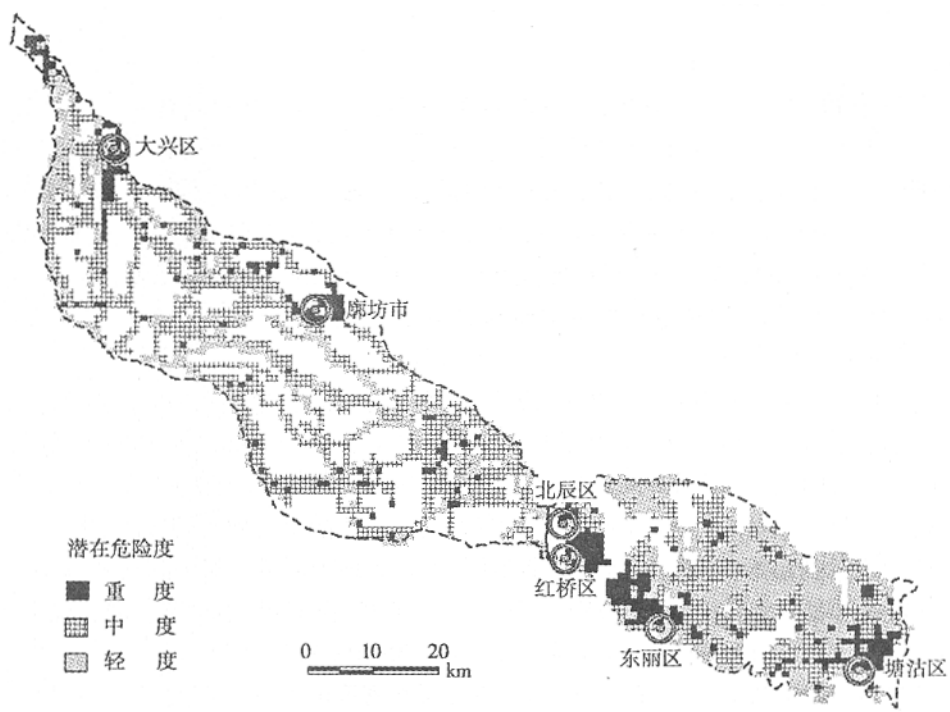 大兴区
廊坊市
北辰区
红桥区
东丽区
塘沽区
潜在危险度
重 度
中 度
轻 度
0 10 20
km